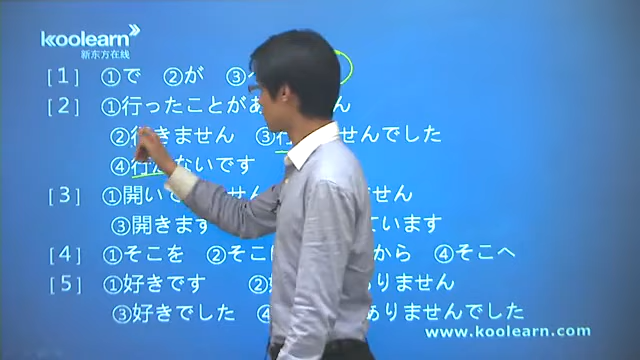 koolearn
新东方在线
[1] ①で ②が ③
[2] ①行ったことがあ ん
②行きません ③行 せんでした
④行 ないです
[3] ①開いて せん せん
③開きます ています
[4] ①そこを ②そこ から ④そこへ
[5] ①好きです ② ありません
③好きでした ④ ありませんでした
www.koolearn.com